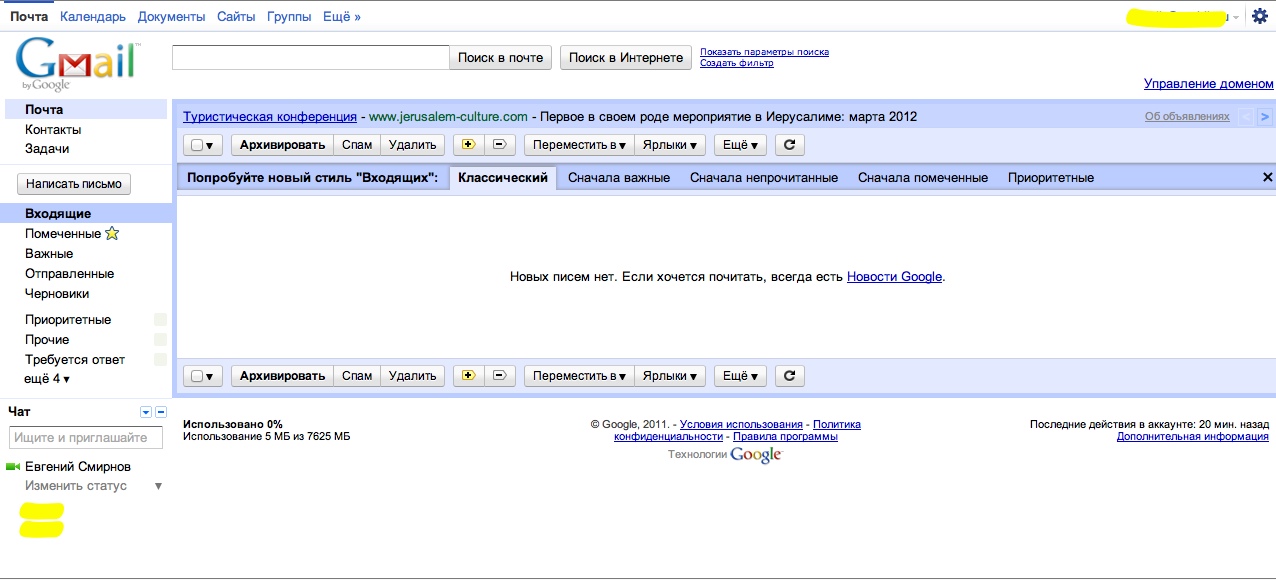 Почта Календарь Документы Сайты Группы Ещё »
Gmail
by Google
Поиск в почте Поиск в Интернете Показать параметры поиска
Создать фильтр
Управление доменом
Почта
Контакты
Задачи
Написать письмо
Входящие
Помеченные
Важные
Отправленные
Черновики
Приоритетные
Прочие
Требуется ответ
ещё 4 ▾
Чат
Ищите и приглашайте
Евгений Смирнов
Изменить статус ▼
Туристическая конференция - www.jerusalem-culture.com - Первое в своем роде мероприятие в Иерусалиме: марта 2012 Об объявлениях < >
Архивировать Спам Удалить Переместить в ▾ Ярлыки ▾ Ещё ▾
Попробуйте новый стиль "Входящих": Классический Сначала важные Сначала непрочитанные Сначала помеченные Приоритетные ×
Новых писем нет. Если хочется почитать, всегда есть Новости Google.
Архивировать Спам Удалить Переместить в ▾ Ярлыки ▾ Ещё ▾
Использовано 0%
Использование 5 МБ из 7625 МБ
© Google, 2011. - Условия использования - Политика
конфиденциальности - Правила программы
Технологии Google
Последние действия в аккаунте: 20 мин. назад
Дополнительная информация